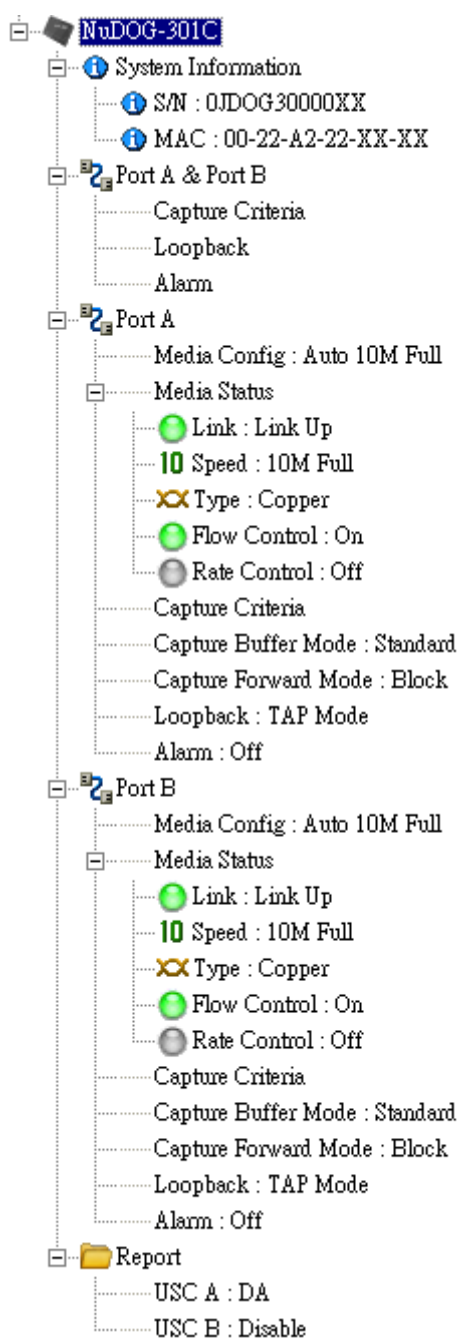 NuDOG-301C
System Information
S/N : 0JDOG30000XX
MAC : 00-22-A2-22-XX-XX
Port A & Port B
Capture Criteria
Loopback
Alarm
Port A
Media Config : Auto 10M Full
Media Status
Link : Link Up
10 Speed : 10M Full
Type : Copper
Flow Control : On
Rate Control : Off
Capture Criteria
Capture Buffer Mode : Standard
Capture Forward Mode : Block
Loopback : TAP Mode
Alarm : Off
Port B
Media Config : Auto 10M Full
Media Status
Link : Link Up
10 Speed : 10M Full
Type : Copper
Flow Control : On
Rate Control : Off
Capture Criteria
Capture Buffer Mode : Standard
Capture Forward Mode : Block
Loopback : TAP Mode
Alarm : Off
Report
USC A : DA
USC B : Disable